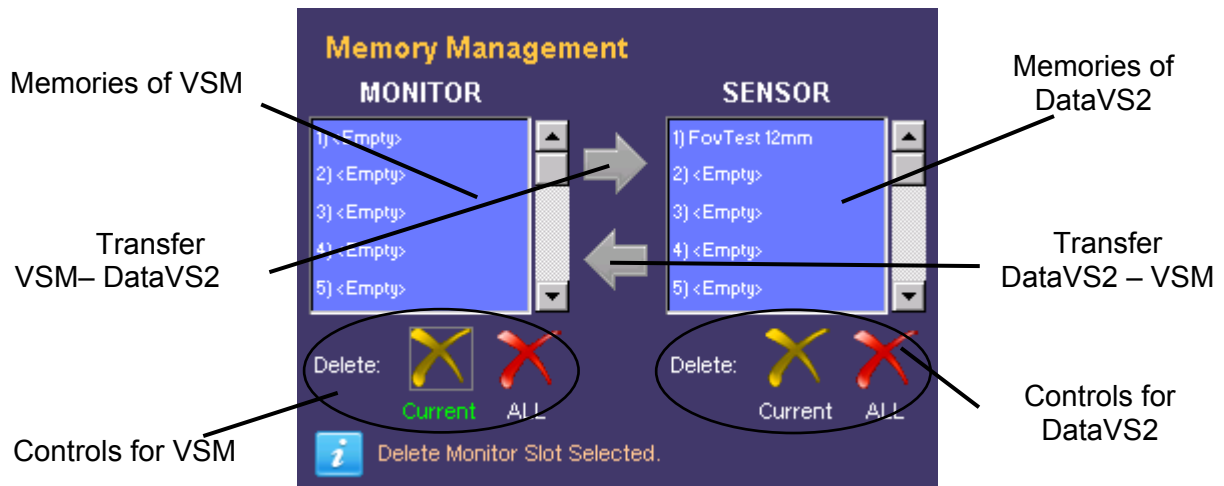 Memory Management
MONITOR
SENSOR
Memories of VSM
Memories of
DataVS2
1) <Empty>
2) <Empty>
3) <Empty>
4) <Empty>
5) <Empty>
1) FovTest 12mm
2) <Empty>
3) <Empty>
4) <Empty>
5) <Empty>
Transfer
VSM– DataVS2
Transfer
DataVS2 – VSM
Delete:
Current
ALL
Delete:
Current
ALL
Controls for VSM
Controls for
DataVS2
i
Delete Monitor Slot Selected.